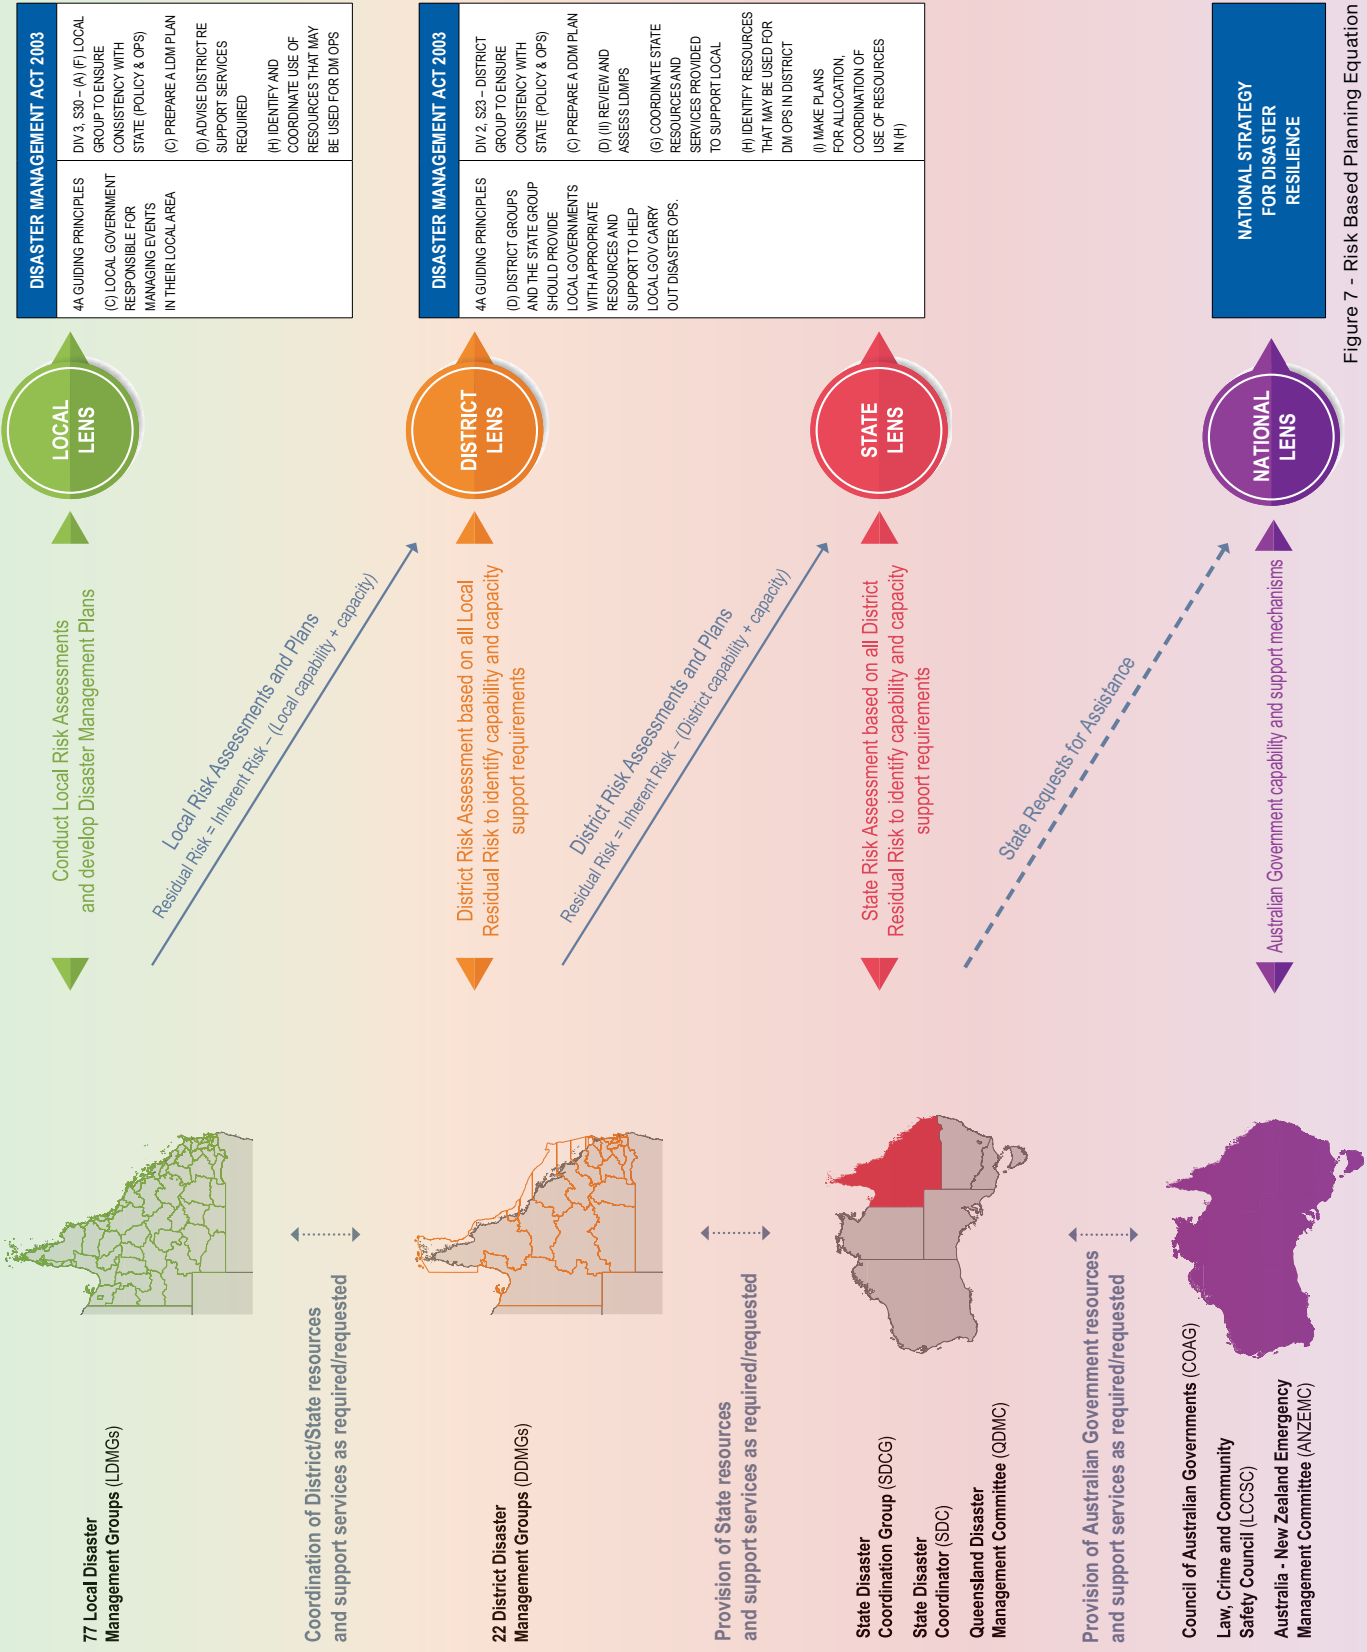 77 Local Disaster
Management Groups (LDMGs)
Conduct Local Risk Assessments
and develop Disaster Management Plans
LOCAL
LENS
DISASTER MANAGEMENT ACT 2003
4A GUIDING PRINCIPLES
(C) LOCAL GOVERNMENT
RESPONSIBLE FOR
MANAGING EVENTS
IN THEIR LOCAL AREA
DIV 3, S30 – (A) (F) LOCAL
GROUP TO ENSURE
CONSISTENCY WITH
STATE (POLICY & OPS)
(C) PREPARE A LDM PLAN
(D) ADVISE DISTRICT RE
SUPPORT SERVICES
REQUIRED
(H) IDENTIFY AND
COORDINATE USE OF
RESOURCES THAT MAY
BE USED FOR DM OPS
Coordination of District/State resources
and support services as required/requested
Local Risk Assessments and Plans
Residual Risk = Inherent Risk – (Local capability + capacity)
22 District Disaster
Management Groups (DDMGs)
District Risk Assessment based on all Local
Residual Risk to identify capability and capacity
support requirements
DISTRICT
LENS
DISASTER MANAGEMENT ACT 2003
4A GUIDING PRINCIPLES
(D) DISTRICT GROUPS
AND THE STATE GROUP
SHOULD PROVIDE
LOCAL GOVERNMENTS
WITH APPROPRIATE
RESOURCES AND
SUPPORT TO HELP
LOCAL GOV CARRY
OUT DISASTER OPS.
DIV 2, S23 – DISTRICT
GROUP TO ENSURE
CONSISTENCY WITH
STATE (POLICY & OPS)
(C) PREPARE A DDM PLAN
(D) (II) REVIEW AND
ASSESS LDMPS
(G) COORDINATE STATE
RESOURCES AND
SERVICES PROVIDED
TO SUPPORT LOCAL
(H) IDENTIFY RESOURCES
THAT MAY BE USED FOR
DM OPS IN DISTRICT
(I) MAKE PLANS
FOR ALLOCATION,
COORDINATION OF
USE OF RESOURCES
IN (H)
Provision of State resources
and support services as required/requested
District Risk Assessments and Plans
Residual Risk = Inherent Risk – (District capability + capacity)
State Disaster
Coordination Group (SDCG)
State Disaster
Coordinator (SDC)
Queensland Disaster
Management Committee (QDMC)
State Risk Assessment based on all District
Residual Risk to identify capability and capacity
support requirements
STATE
LENS
Provision of Australian Government resources
and support services as required/requested
State Requests for Assistance
Council of Australian Governments (COAG)
Law, Crime and Community
Safety Council (LCCSC)
Australia - New Zealand Emergency
Management Committee (ANZEMC)
Australian Government capability and support mechanisms
NATIONAL
LENS
NATIONAL STRATEGY
FOR DISASTER
RESILIENCE
Figure 7 - Risk Based Planning Equation